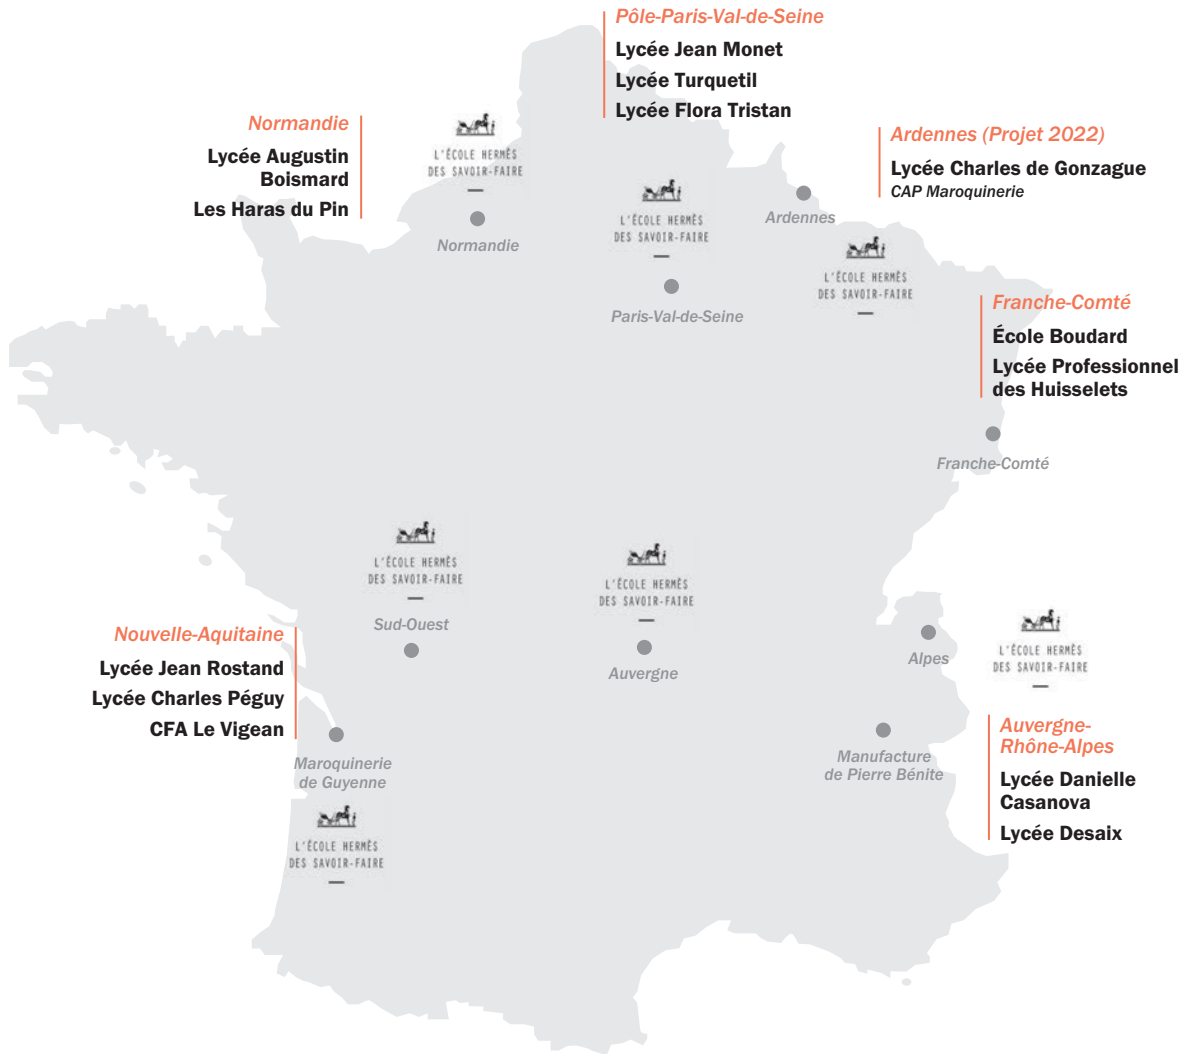 Pôle-Paris-Val-de-Seine
Lycée Jean Monet
Lycée Turquetil
Lycée Flora Tristan
Normandie
Lycée Augustin
Boismard
Les Haras du Pin
L'ÉCOLE HERMÈS
DES SAVOIR-FAIRE
Normandie
Ardennes (Projet 2022)
Lycée Charles de Gonzague
CAP Maroquinerie
Ardennes
L'ÉCOLE HERMÈS
DES SAVOIR-FAIRE
Paris-Val-de-Seine
L'ÉCOLE HERMÈS
DES SAVOIR-FAIRE
Franche-Comté
École Boudard
Lycée Professionnel
des Huisselets
Franche-Comté
L'ÉCOLE HERMÈS
DES SAVOIR-FAIRE
Sud-Ouest
L'ÉCOLE HERMÈS
DES SAVOIR-FAIRE
Auvergne
Nouvelle-Aquitaine
Lycée Jean Rostand
Lycée Charles Péguy
CFA Le Vigean
Maroquinerie
de Guyenne
L'ÉCOLE HERMÈS
DES SAVOIR-FAIRE
Alpes
L'ÉCOLE HERMÈS
DES SAVOIR-FAIRE
Manufacture
de Pierre Bénite
Auvergne-
Rhône-Alpes
Lycée Danielle
Casanova
Lycée Desaix